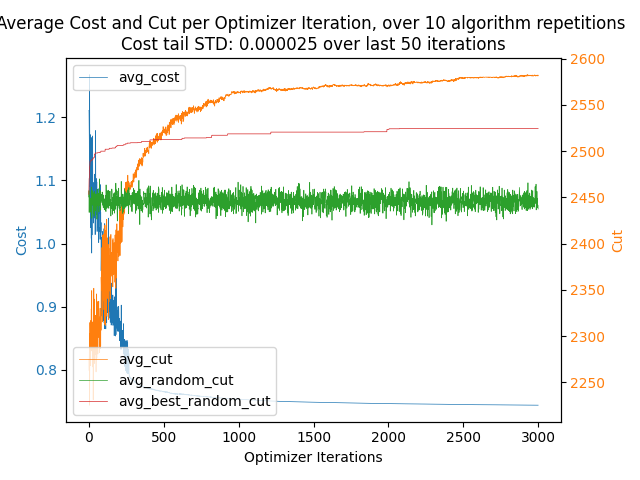 Average Cost and Cut per Optimizer Iteration, over 10 algorithm repetitions
Cost tail STD: 0.000025 over last 50 iterations
avg_cost
1.2
1.1
1.0
0.9
0.8
Cost
2600
2550
2500
2450
2400
2350
2300
2250
Cut
avg_cut
avg_random_cut
avg_best_random_cut
0
500
1000
1500
2000
2500
3000
Optimizer Iterations